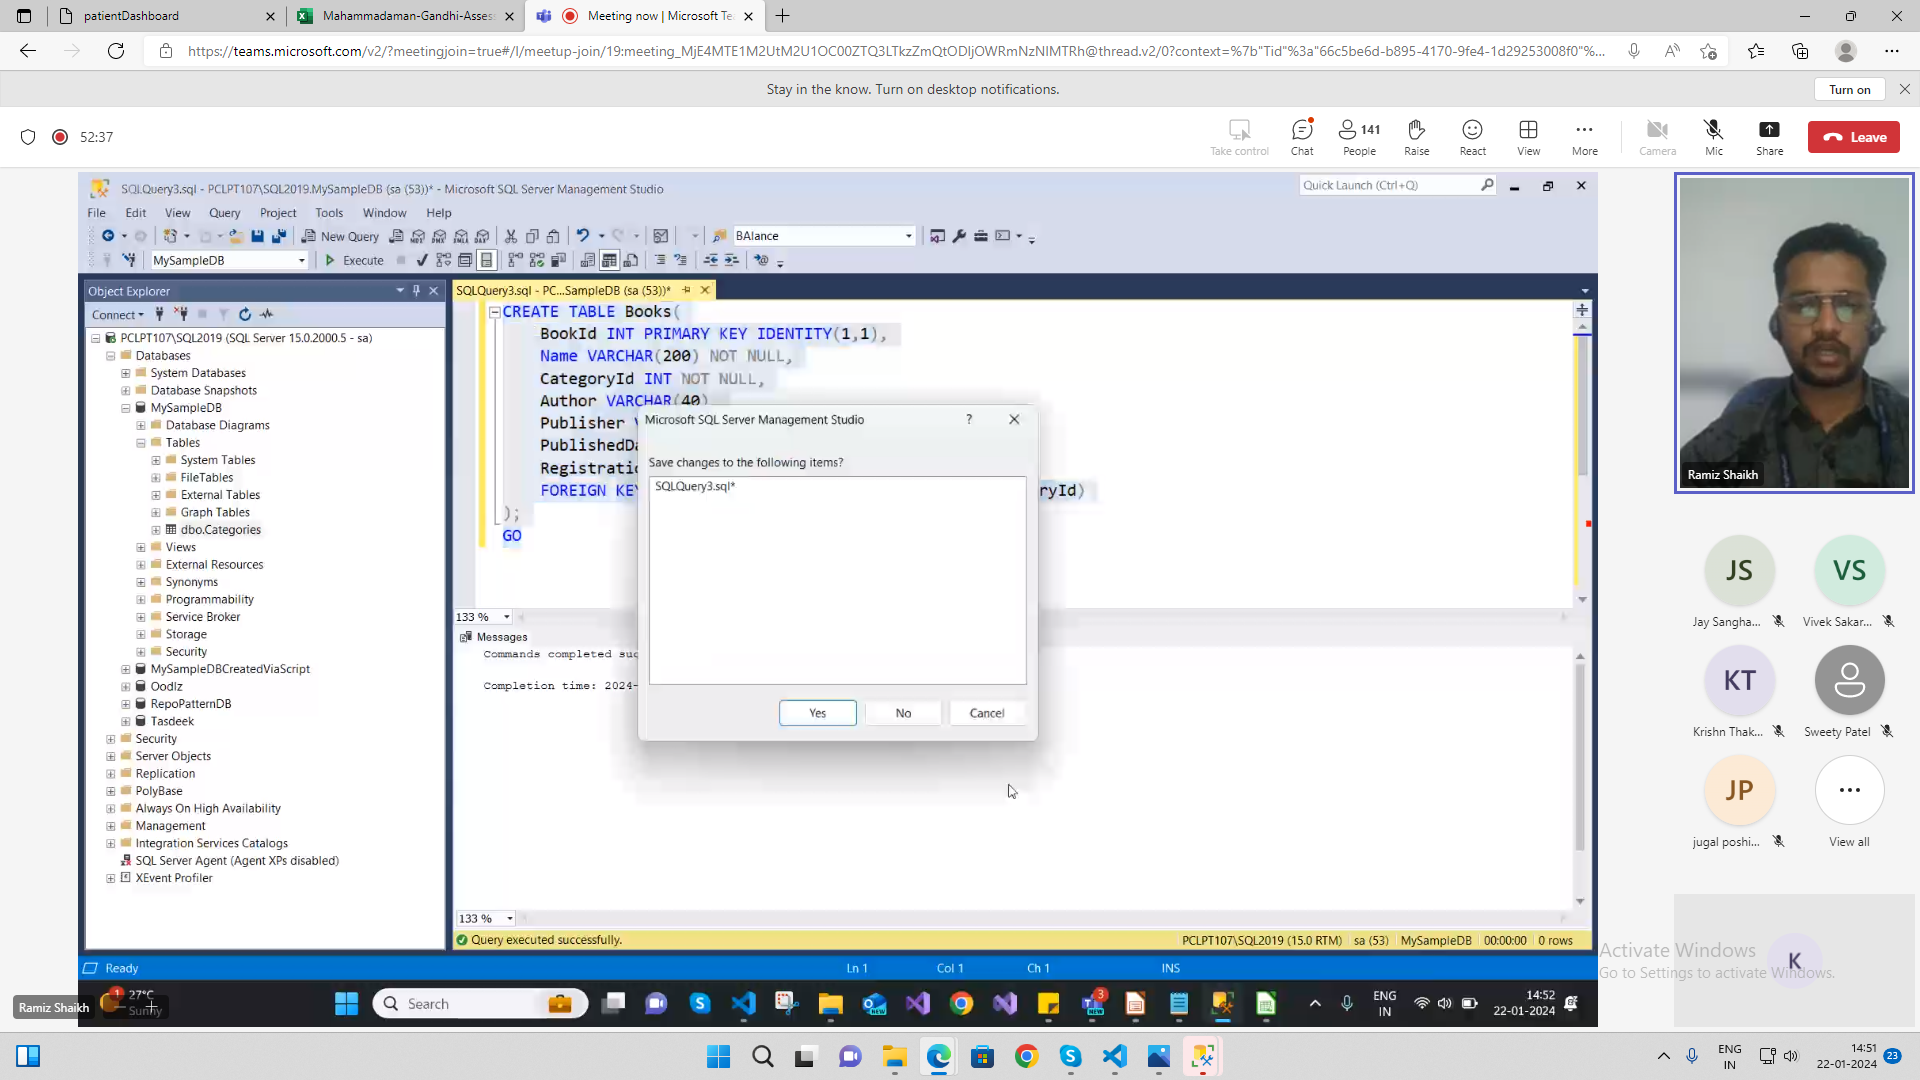 patientDashboard
Mahammadaman-Gandhi-Assess
Meeting now | Microsoft Te
https://teams.microsoft.com/v2/?meetingjoin=true#/l/meetup-join/19:meeting_MjE4MTE1M2UtM2U1OC00ZTQ3LTkzZmQtODljOWRmNzNlMTRh@thread.v2/0?context=%7b"Tid"%3a"66c5be6d-b895-4170-9fe4-1d29253008f0"%...
Stay in the know. Turn on desktop notifications.
Turn on
52:37
Take control
Chat
141
People
Raise
React
View
More
Camera
Mic
Share
Leave
SQLQuery3.sql - PCLPT107\SQL2019.MySampleDB (sa (53))* - Microsoft SQL Server Management Studio
Quick Launch (Ctrl+Q)
File Edit View Query Project Tools Window Help
New Query
BAlance
MySampleDB
Execute
Object Explorer
Connect
PCLPT107\SQL2019 (SQL Server 15.0.2000.5 - sa)
Databases
System Databases
Database Snapshots
MySampleDB
Database Diagrams
Tables
System Tables
FileTables
External Tables
Graph Tables
dbo.Categories
Views
External Resources
Synonyms
Programmability
Service Broker
Storage
Security
MySampleDBCreatedViaScript
Oodlz
RepoPatternDB
Tasdeek
Security
Server Objects
Replication
PolyBase
Always On High Availability
Management
Integration Services Catalogs
SQL Server Agent (Agent XPs disabled)
XEvent Profiler
SQLQuery3.sql - PC...SampleDB (sa (53))*
CREATE TABLE Books(
BookId INT PRIMARY KEY IDENTITY(1,1),
Name VARCHAR(200) NOT NULL,
CategoryId INT NOT NULL,
Author VARCHAR(40)
Publisher V
PublishedDa
Registratio
FOREIGN KEY
ryId)
);
GO
Microsoft SQL Server Management Studio
?
Save changes to the following items?
SQLQuery3.sql*
Yes
No
Cancel
133 %
Messages
Commands completed suc
Completion time: 2024-
133 %
Query executed successfully.
PCLPT107\SQL2019 (15.0 RTM)
sa (53)
MySampleDB
00:00:00
0 rows
Ready
Ln 1
Col 1
Ch 1
INS
Ramiz Shaikh
JS
Jay Sangha...
VS
Vivek Sakar...
KT
Krishn Thak...
Sweety Patel
JP
jugal poshi...
View all
K
Activate Windows
Go to Settings to activate Windows.
Ramiz Shaikh
1
27°C
Sunny
Search
NEW
3
NEW
ENG
IN
14:52
22-01-2024
ENG
IN
14:51
22-01-2024
23